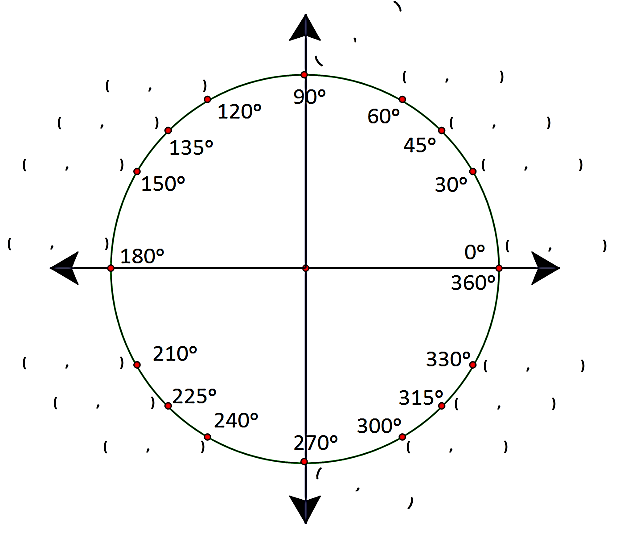 ( , )
90°
( , ) 120° 60° ( , )
( , ) 135° 45° ( , )
( , ) 150° 30° ( , )
( , ) 180° 0° ( , )
360°
( , ) 210° 330° ( , )
( , ) 225° 315° ( , )
( , ) 240° 300° ( , )
270°
( , )